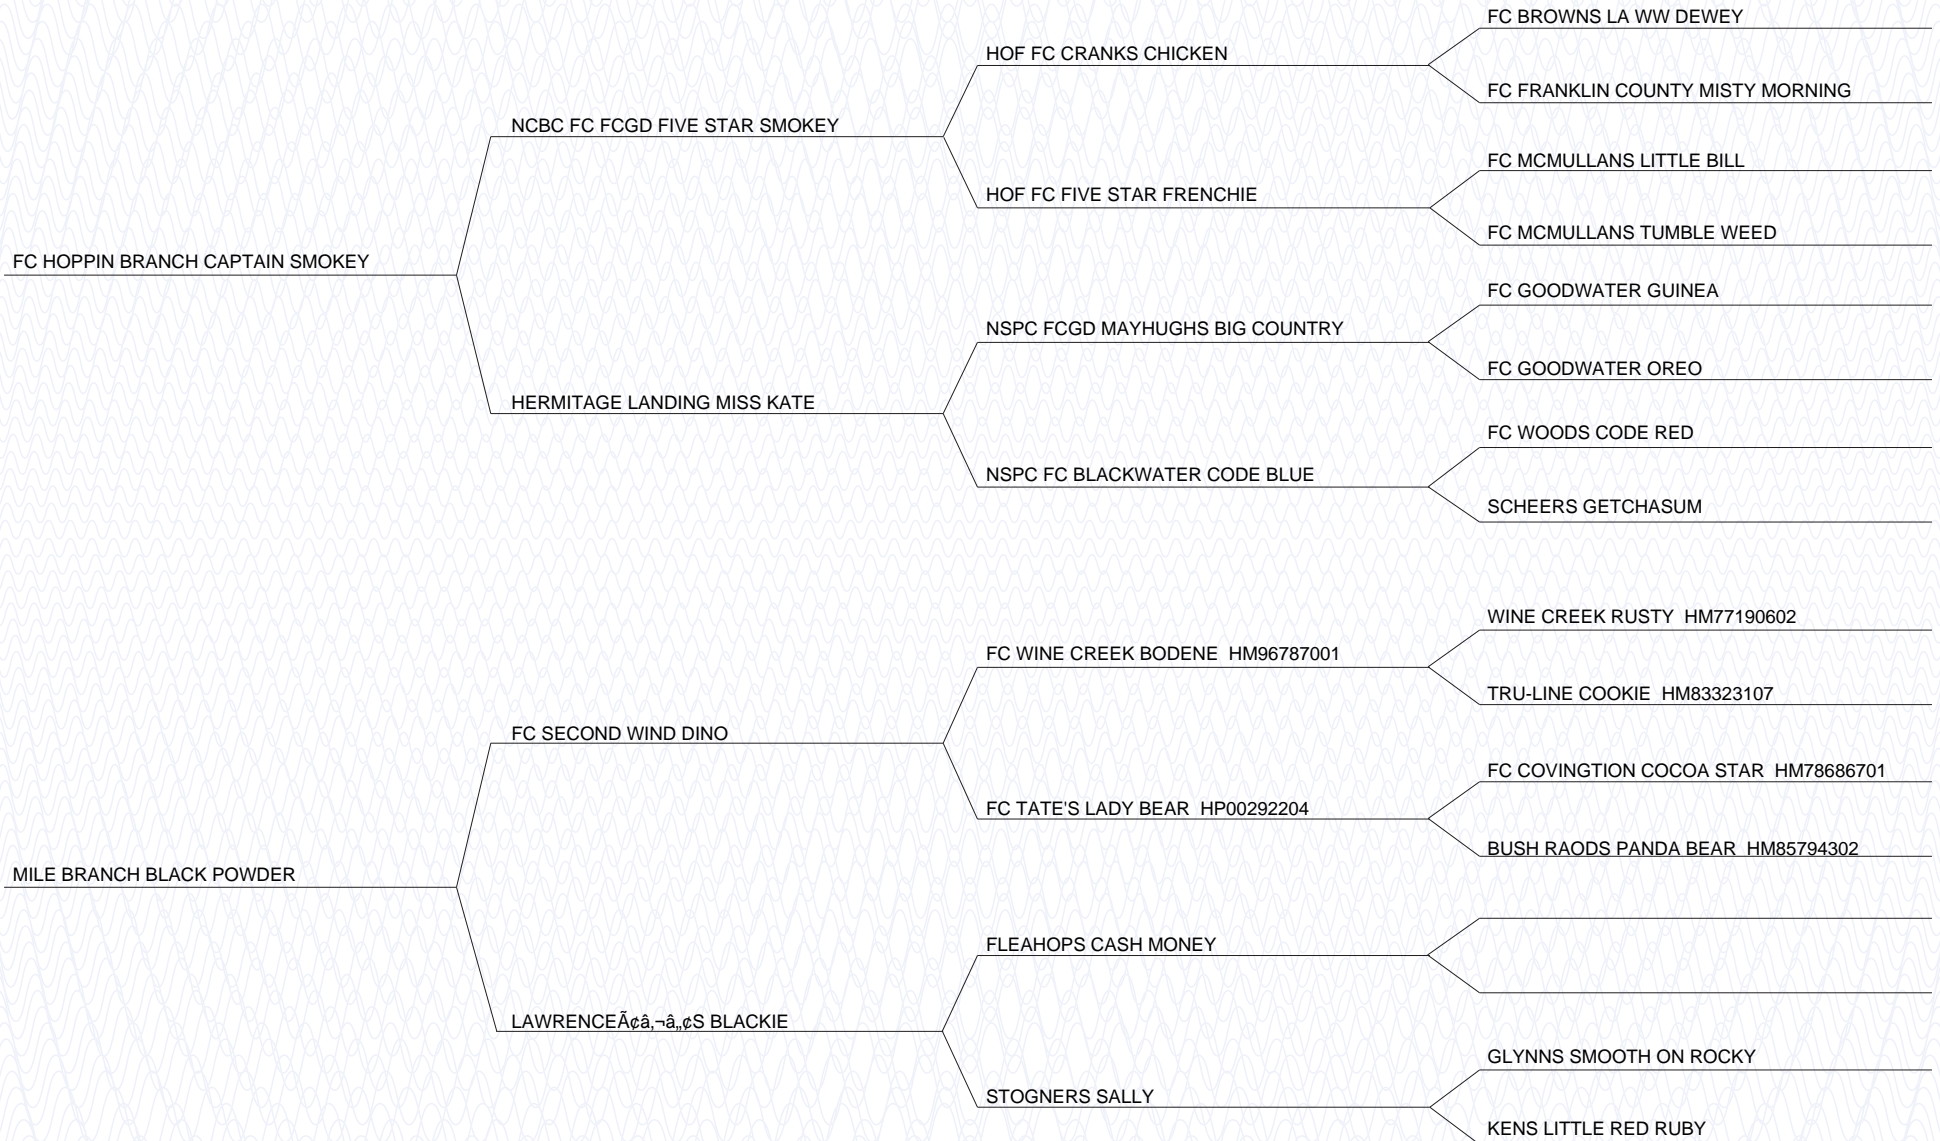 FC BROWNS LA WW DEWEY
HOF FC CRANKS CHICKEN
FC FRANKLIN COUNTY MISTY MORNING
NCBC FC FCGD FIVE STAR SMOKEY
FC MCMULLANS LITTLE BILL
HOF FC FIVE STAR FRENCHIE
FC MCMULLANS TUMBLE WEED
FC HOPPIN BRANCH CAPTAIN SMOKEY
FC GOODWATER GUINEA
NSPC FCGD MAYHUGHS BIG COUNTRY
FC GOODWATER OREO
HERMITAGE LANDING MISS KATE
FC WOODS CODE RED
NSPC FC BLACKWATER CODE BLUE
SCHEERS GETCHASUM
WINE CREEK RUSTY HM77190602
FC WINE CREEK BODENE HM96787001
TRU-LINE COOKIE HM83323107
FC SECOND WIND DINO
FC COVINGTION COCOA STAR HM78686701
FC TATE'S LADY BEAR HP00292204
BUSH RAODS PANDA BEAR HM85794302
MILE BRANCH BLACK POWDER
FLEAHOPS CASH MONEY
LAWRENCEÃ¢â‚¬â„¢S BLACKIE
GLYNNS SMOOTH ON ROCKY
STOGNERS SALLY
KENS LITTLE RED RUBY